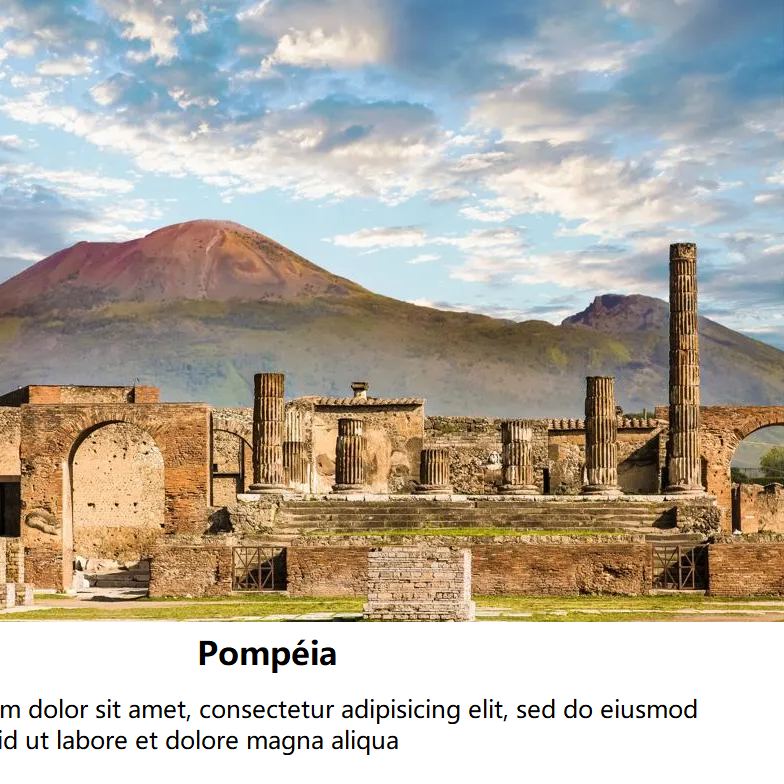 Pompéia
m dolor sit amet, consectetur adipisicing elit, sed do eiusmod
id ut labore et dolore magna aliqua